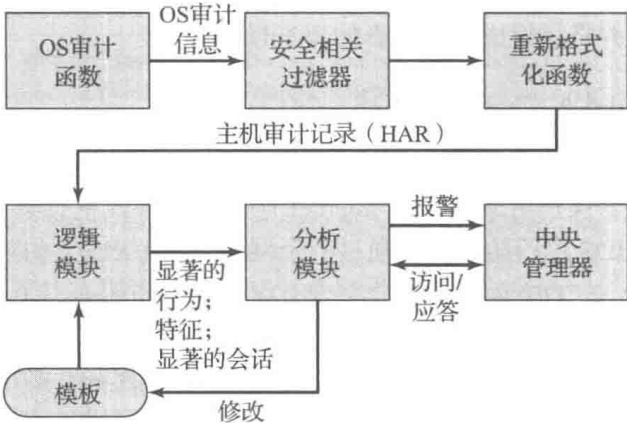 OS审计
函数
OS审计
信息
安全相关
过滤器
重新格式
化函数
主机审计记录（HAR）
逻辑
模块
显著的
行为；
特征；
显著的会话
分析
模块
报警
访问/
应答
中央
管理器
模板
修改